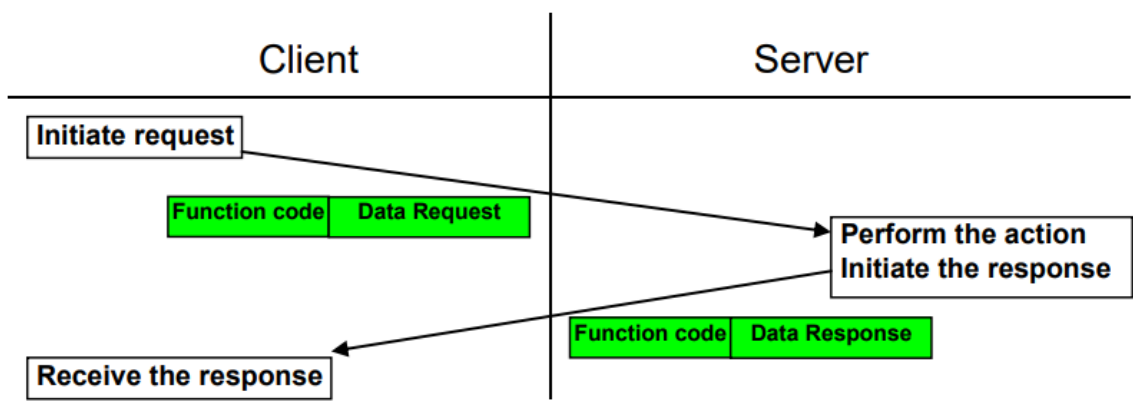 Client
Server
Initiate request
Function code
Data Request
Perform the action
Initiate the response
Function code
Data Response
Receive the response